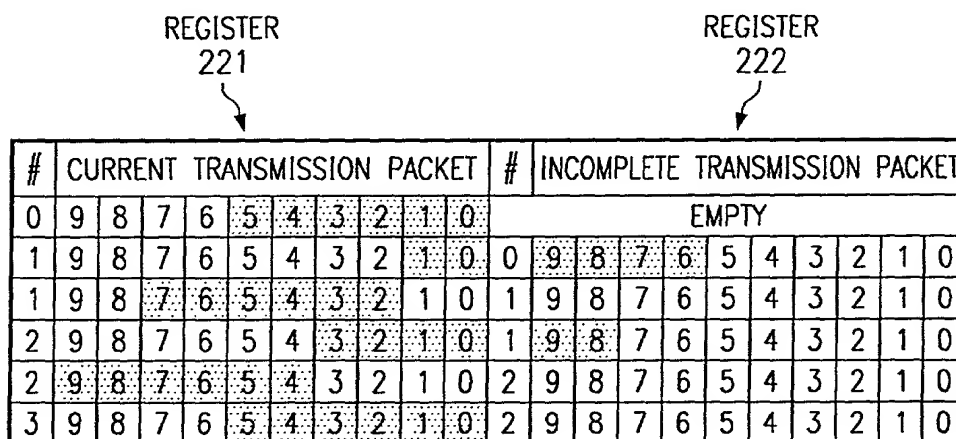 REGISTER REGISTER
221 222
# CURRENT TRANSMISSION PACKET # INCOMPLETE TRANSMISSION PACKET
0 9 8 7 6 5 4 3 2 1 0 EMPTY
1 9 8 7 6 5 4 3 2 1 0 0 9 8 7 6 5 4 3 2 1 0
1 9 8 7 6 5 4 3 2 1 0 1 9 8 7 6 5 4 3 2 1 0
2 9 8 7 6 5 4 3 2 1 0 1 9 8 7 6 5 4 3 2 1 0
2 9 8 7 6 5 4 3 2 1 0 2 9 8 7 6 5 4 3 2 1 0
3 9 8 7 6 5 4 3 2 1 0 2 9 8 7 6 5 4 3 2 1 0